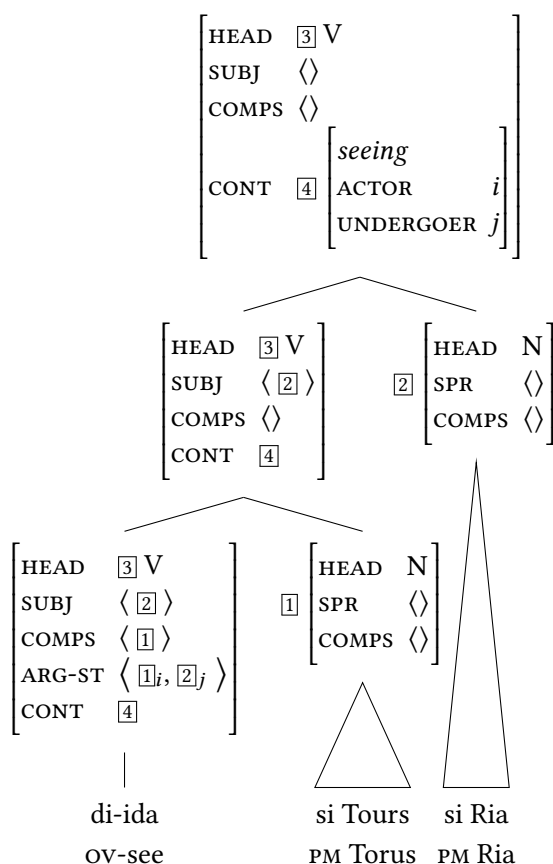 HEAD 3 V
SUBJ ⟨⟩
COMPS ⟨⟩
CONT 4 [seeing
ACTOR i
UNDERGOER j]
HEAD 3 V
SUBJ ⟨ 2 ⟩
COMPS ⟨⟩
CONT 4
2 HEAD N
SPR ⟨⟩
COMPS ⟨⟩
HEAD 3 V
SUBJ ⟨ 2 ⟩
COMPS ⟨ 1 ⟩
ARG-ST ⟨ 1i, 2j ⟩
CONT 4
1 HEAD N
SPR ⟨⟩
COMPS ⟨⟩
di-ida si Tours si Ria
OV-see PM Torus PM Ria